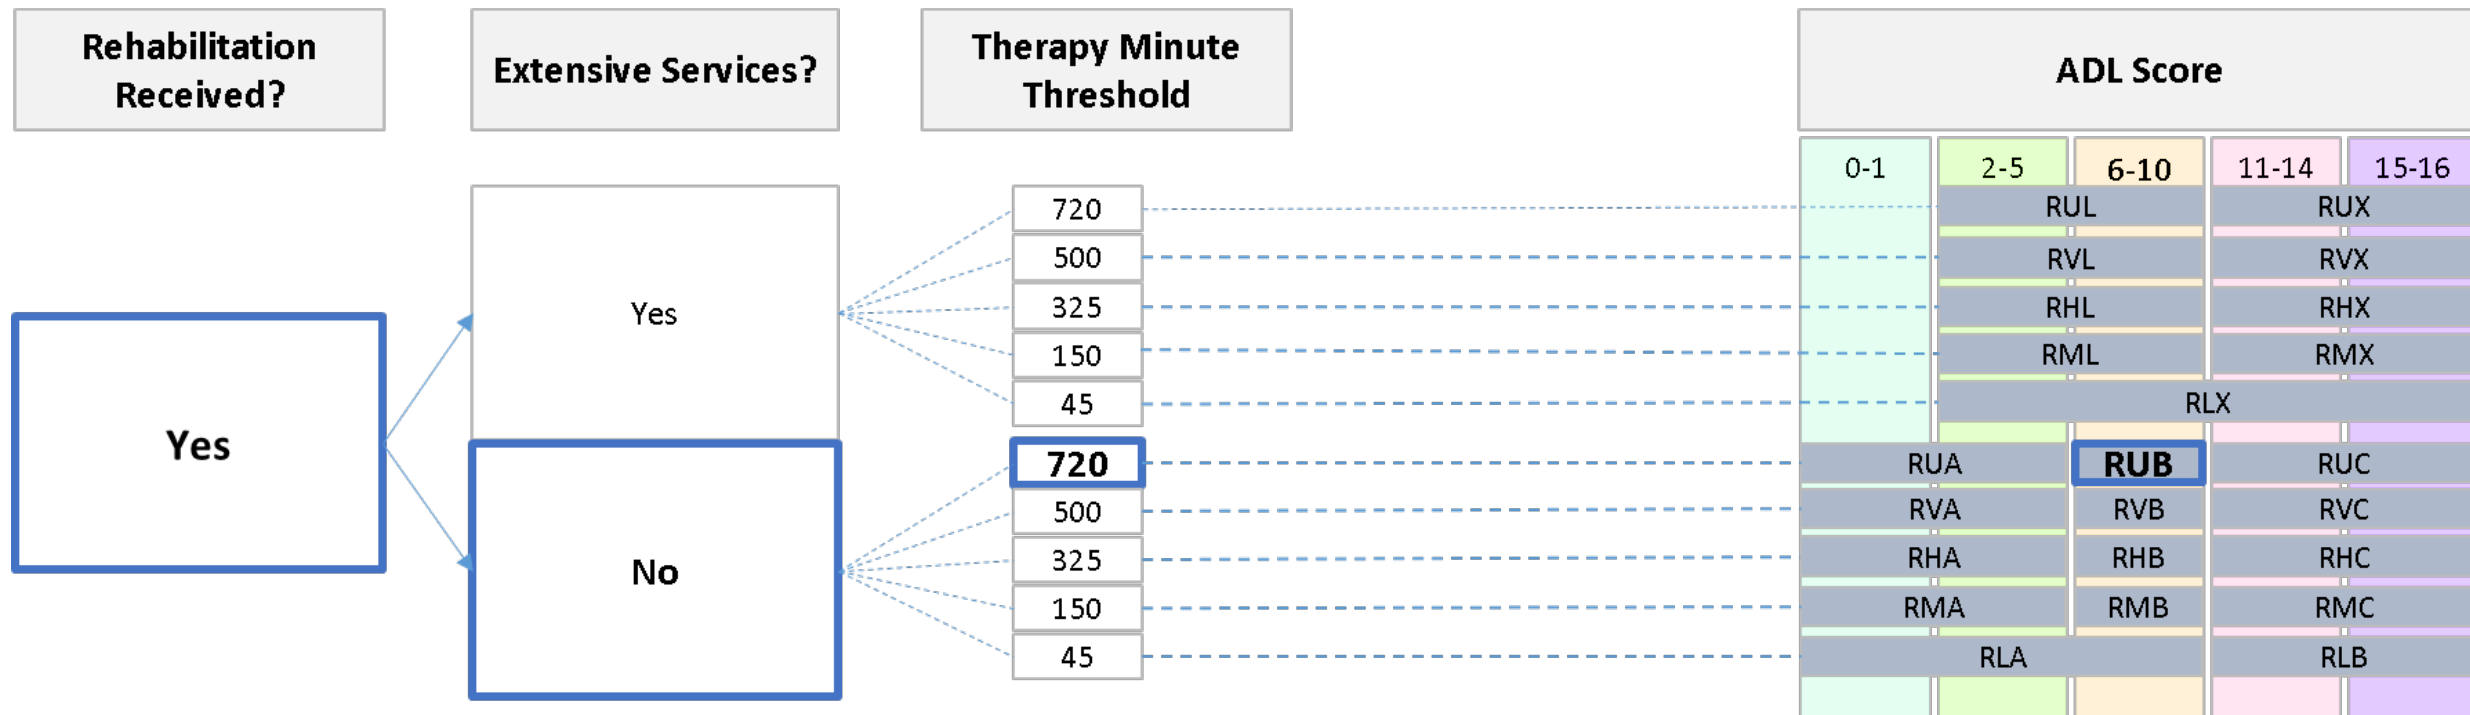 Rehabilitation
Received?
Extensive Services?
Therapy Minute
Threshold
ADL Score
0-1 2-5 6-10 11-14 15-16
Yes
Yes
No
720 RUL RUX
500 RVL RVX
325 RHL RHX
150 RML RMX
45 RLX
720 RUA RUB RUC
500 RVA RVB RVC
325 RHA RHB RHC
150 RMA RMB RMC
45 RLA RLB